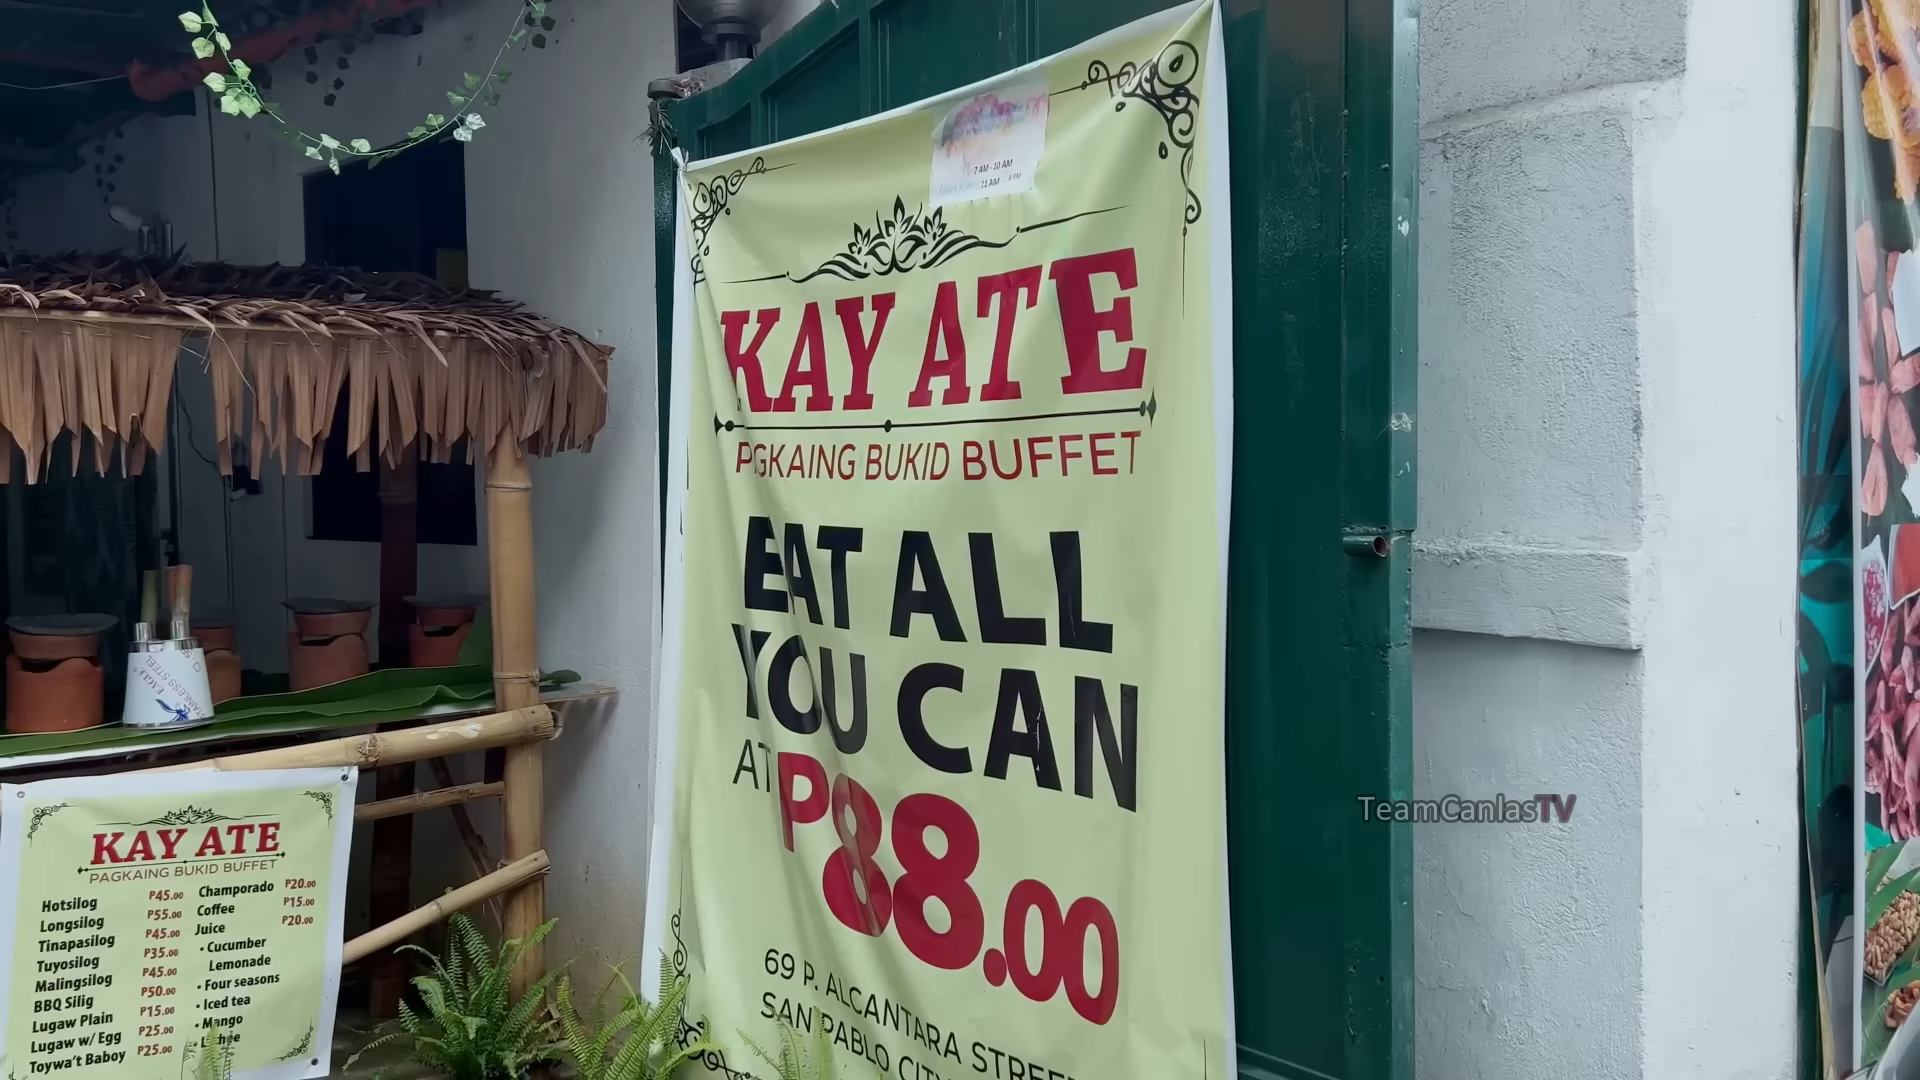 7 AM - 10 AM
11 AM 4 PM
KAY ATE
PAGKAING BUKID BUFFET
EAT ALL
YOU CAN
AT P88.00
69 P. ALCANTARA STREET
SAN PABLO CITY
TeamCanlasTV
EAGLE
STAINLESS STEEL
KAY ATE
PAGKAING BUKID BUFFET
Hotsilog P45.00
Longsilog P55.00
Tinapasilog P45.00
Tuyosilog P35.00
Malingsilog P45.00
BBQ Silig P50.00
Lugaw Plain P15.00
Lugaw w/ Egg P25.00
Toywa't Baboy P25.00
Champorado P20.00
Coffee P15.00
Juice P20.00
• Cucumber
Lemonade
• Four seasons
• Iced tea
• Mango